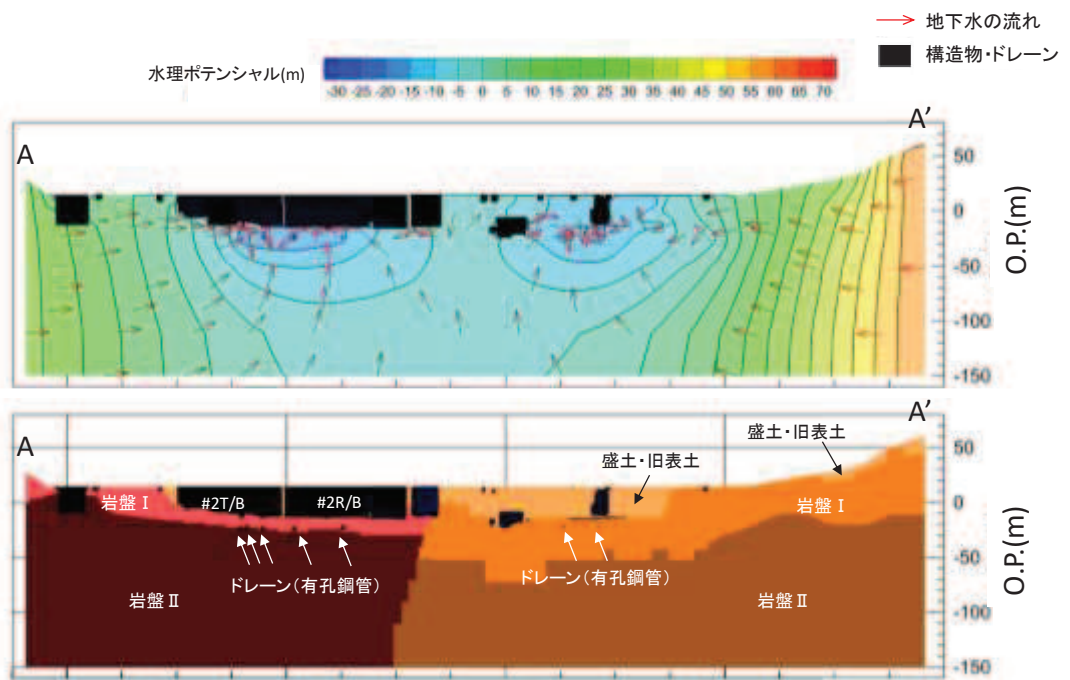 地下水の流れ
構造物・ドレーン
水理ポテンシャル(m)
-30 -25 -20 -15 -10 -5 0 5 10 15 20 25 30 35 40 45 50 55 60 65 70
A
A'
50
0
-50
-100
-150
O.P.(m)
A
A'
盛土・旧表土
盛土・旧表土
50
0
-50
-100
-150
O.P.(m)
岩盤Ⅰ
#2T/B
#2R/B
岩盤Ⅰ
ドレーン(有孔鋼管)
ドレーン(有孔鋼管)
岩盤Ⅱ
岩盤Ⅱ